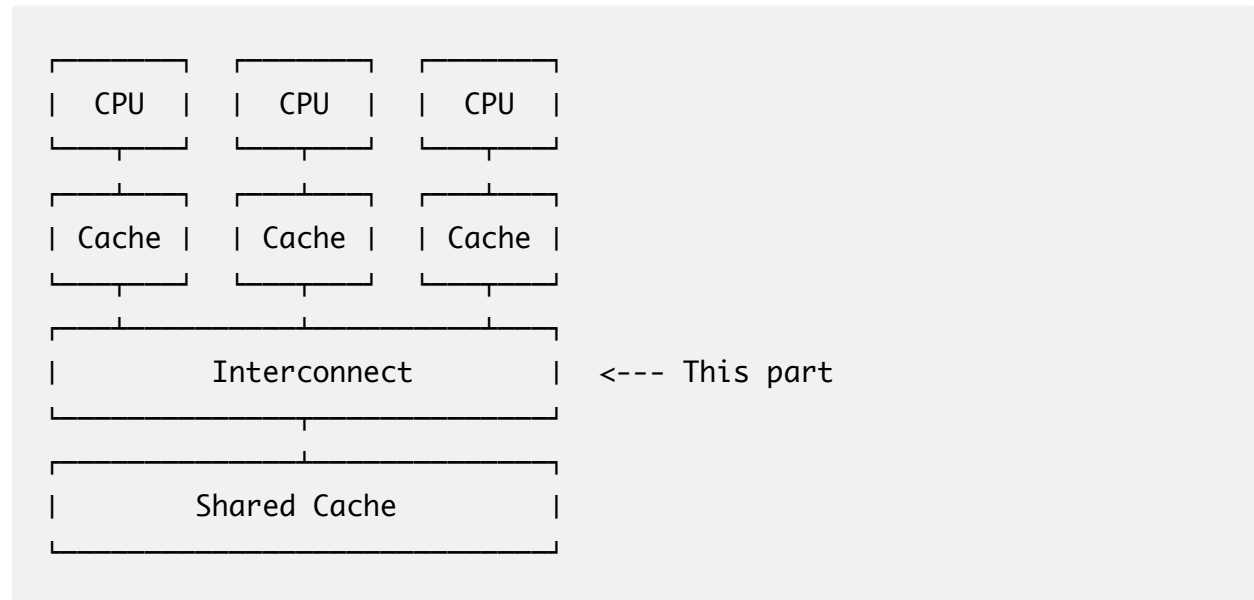 CPU CPU CPU
Cache Cache Cache
Interconnect <--- This part
Shared Cache